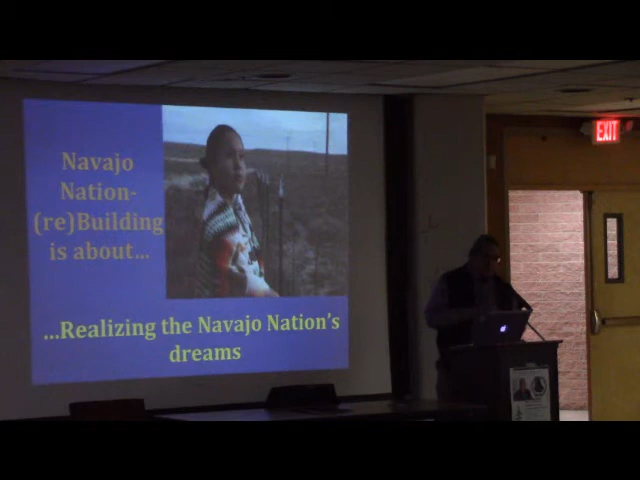 Navajo
Nation-
(re)Building
is about...
...Realizing the Navajo Nation's
dreams
EXIT